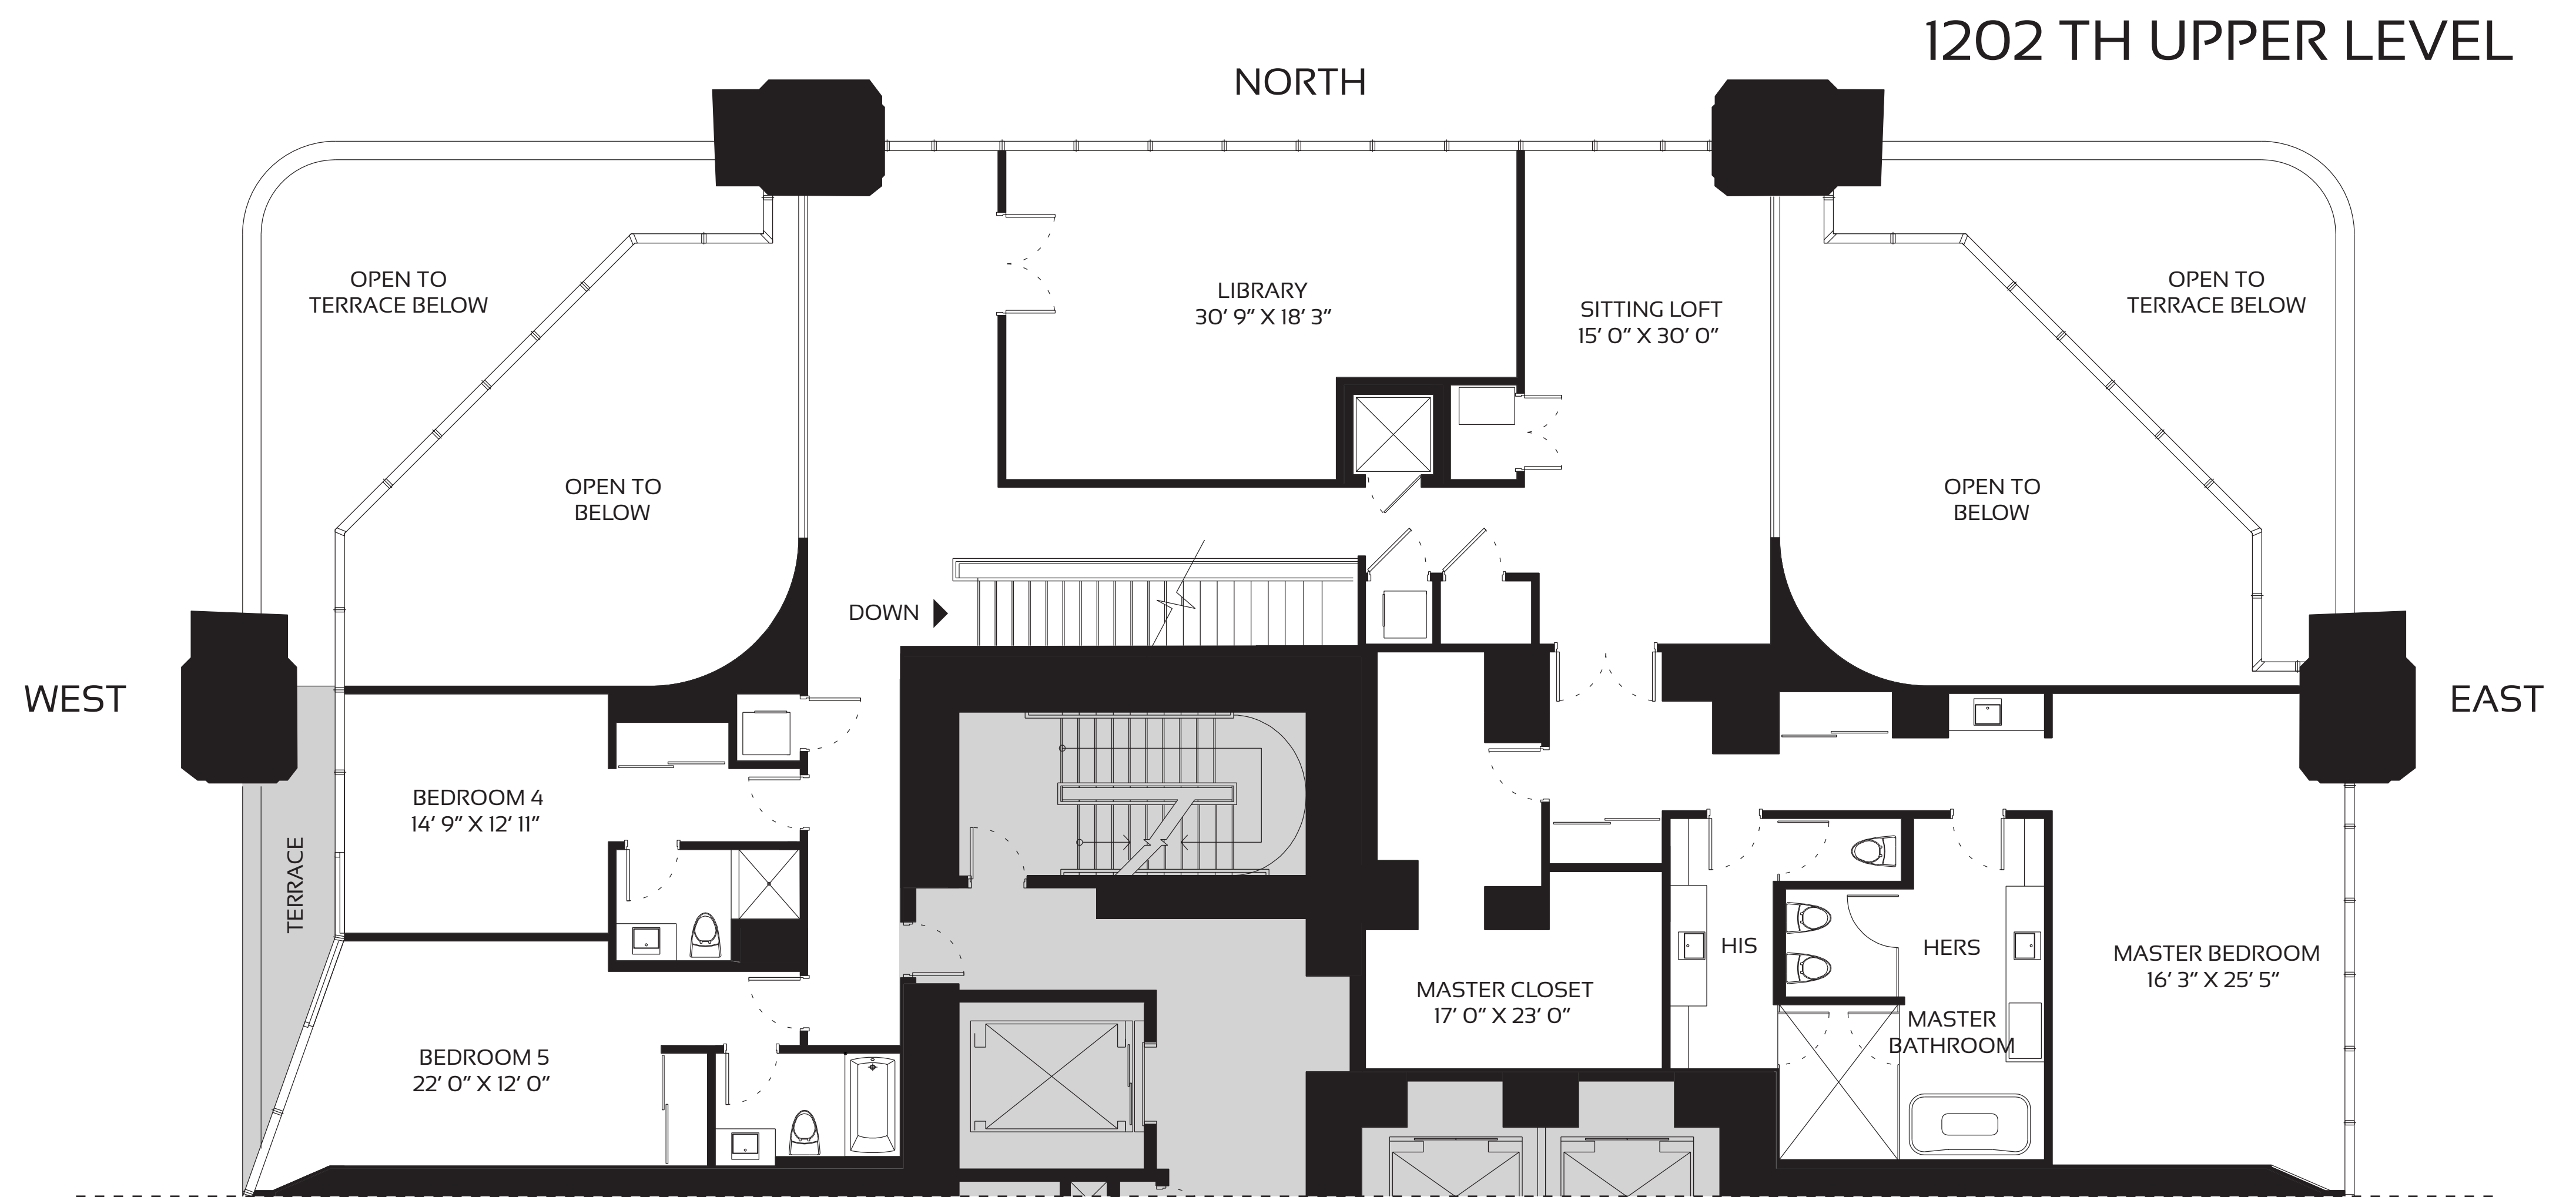 1202 TH UPPER LEVEL
NORTH
OPEN TO
TERRACE BELOW
LIBRARY
30' 9" X 18' 3"
SITTING LOFT
15' 0" X 30' 0"
OPEN TO
TERRACE BELOW
OPEN TO
BELOW
OPEN TO
BELOW
DOWN
WEST
EAST
BEDROOM 4
14' 9" X 12' 11"
TERRACE
HIS
HERS
MASTER BEDROOM
16' 3" X 25' 5"
MASTER CLOSET
17' 0" X 23' 0"
MASTER
BATHROOM
BEDROOM 5
22' 0" X 12' 0"